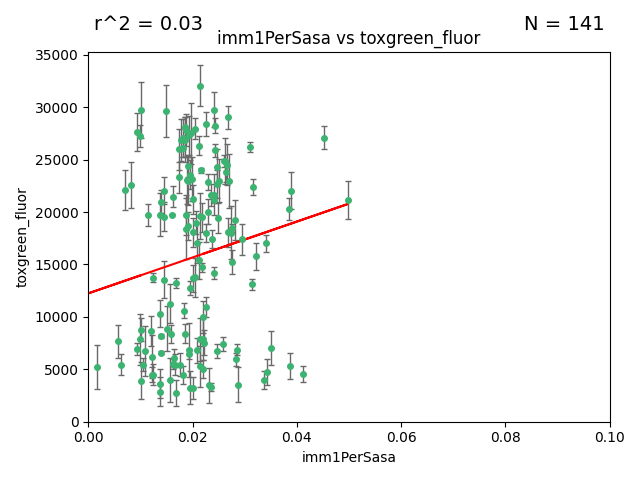 r^2 = 0.03
N = 141
imm1PerSasa vs toxgreen_fluor
35000
30000
25000
20000
15000
10000
5000
0
toxgreen_fluor
0.00
0.02
0.04
0.06
0.08
0.10
imm1PerSasa